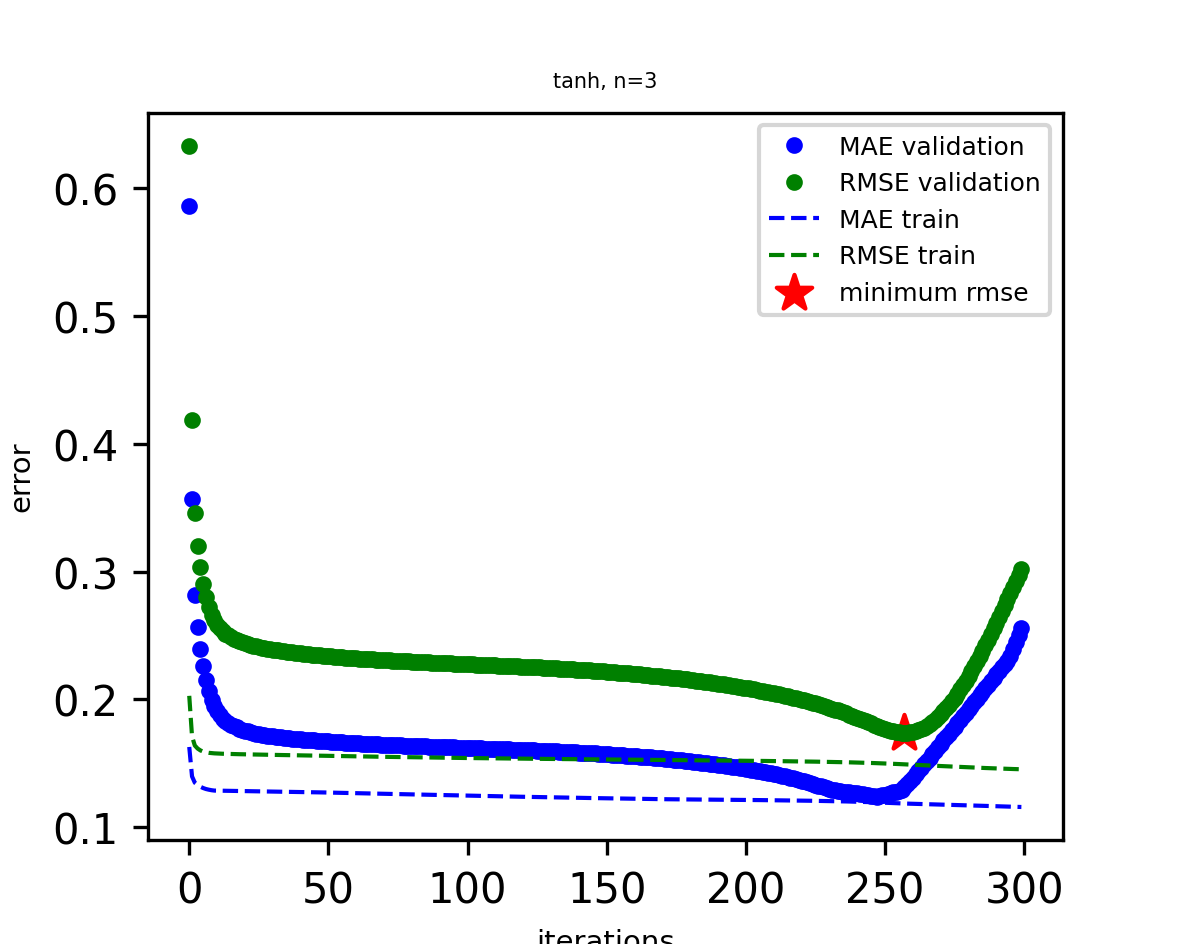 tanh, n=3
MAE validation
RMSE validation
MAE train
RMSE train
minimum rmse
error
0.6
0.5
0.4
0.3
0.2
0.1
0 50 100 150 200 250 300
iterations